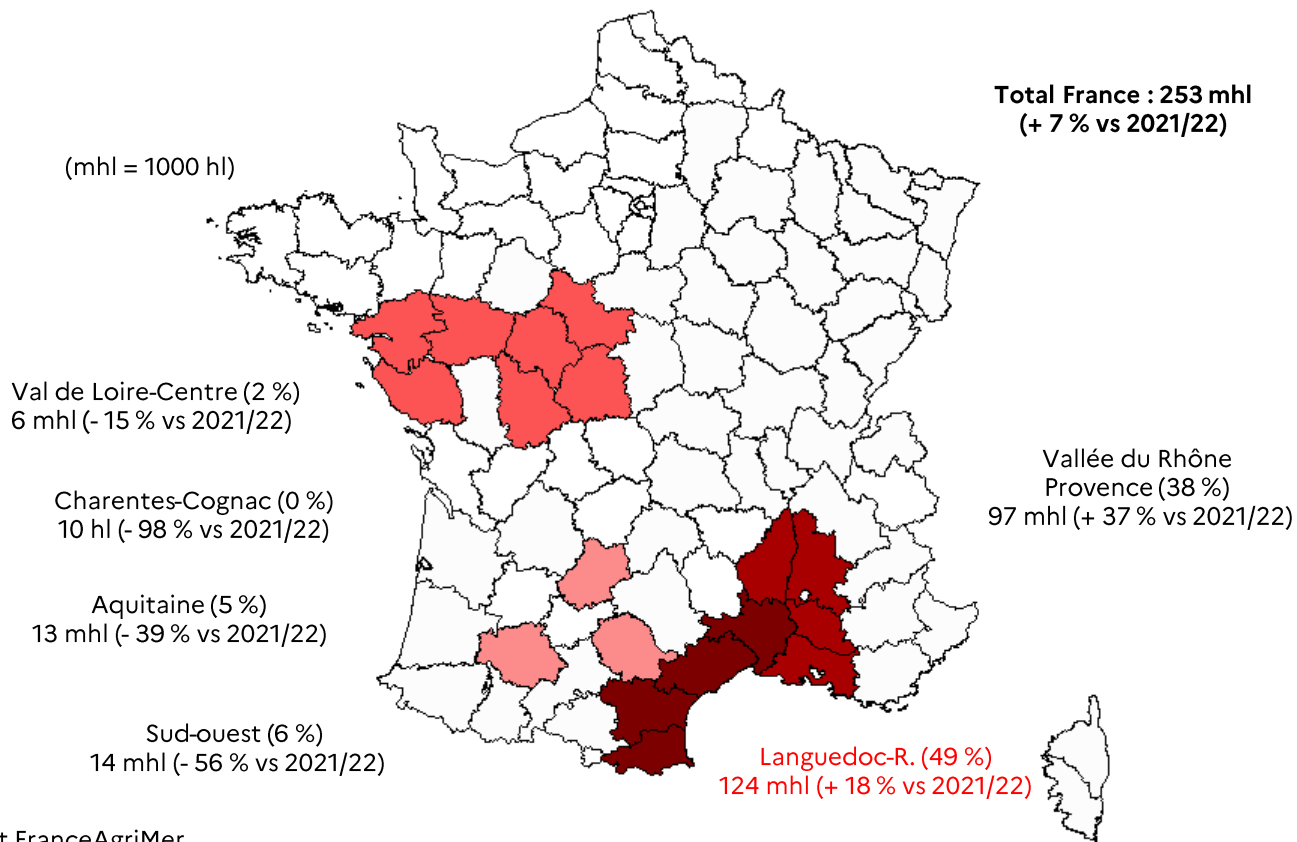 Total France : 253 mhl
(+ 7 % vs 2021/22)
(mhl = 1000 hl)
Val de Loire-Centre (2 %)
6 mhl (- 15 % vs 2021/22)
Vallée du Rhône
Provence (38 %)
97 mhl (+ 37 % vs 2021/22)
Charentes-Cognac (0 %)
10 hl (- 98 % vs 2021/22)
Aquitaine (5 %)
13 mhl (- 39 % vs 2021/22)
Sud-ouest (6 %)
14 mhl (- 56 % vs 2021/22)
Languedoc-R. (49 %)
124 mhl (+ 18 % vs 2021/22)
t FranceAgriMer